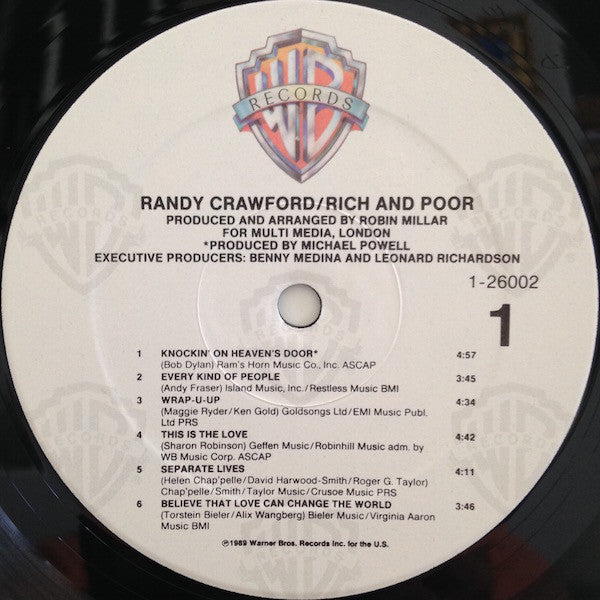 RECORDS
RANDY CRAWFORD/RICH AND POOR
PRODUCED AND ARRANGED BY ROBIN MILLAR
FOR MULTI MEDIA, LONDON
*PRODUCED BY MICHAEL POWELL
EXECUTIVE PRODUCERS: BENNY MEDINA AND LEONARD RICHARDSON
1-26002
1
1 KNOCKIN' ON HEAVEN'S DOOR* 4:57
(Bob Dylan) Ram's Horn Music Co., Inc. ASCAP
2 EVERY KIND OF PEOPLE 3:45
(Andy Fraser) Island Music, Inc./Restless Music BMI
3 WRAP-U-UP 4:34
(Maggie Ryder/Ken Gold) Goldsongs Ltd/EMI Music Publ.
Ltd PRS
4 THIS IS THE LOVE 4:42
(Sharon Robinson) Geffen Music/Robinhill Music adm. by
WB Music Corp. ASCAP
5 SEPARATE LIVES 4:11
(Helen Chap'pelle/David Harwood-Smith/Roger G. Taylor)
Chap'pelle/Smith/Taylor Music/Crusoe Music PRS
6 BELIEVE THAT LOVE CAN CHANGE THE WORLD 3:46
(Torstein Bieler/Alix Wangberg) Bieler Music/Virginia Aaron
Music BMI
℗1989 Warner Bros. Records Inc. for the U.S.